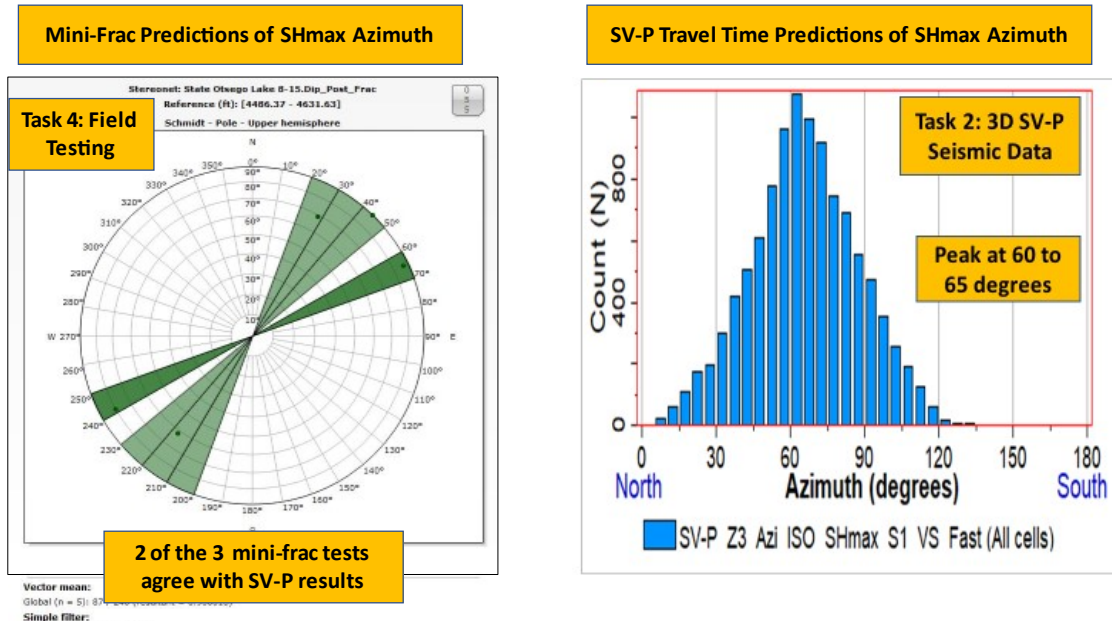 Mini-Frac Predictions of SHmax Azimuth
Stereonet: State Otsego Lake 8-15.Dip_Post_Frac
Reference (ft): [4486.37 - 4631.63]
Schmidt - Pole - Upper hemisphere
Task 4: Field
Testing
N
0°
10°
20°
30°
40°
50°
60°
70°
80°
90° E
100°
110°
120°
130°
140°
150°
160°
170°
180°
190°
200°
210°
220°
230°
240°
250°
260°
W 270°
280°
290°
300°
310°
320°
330°
340°
350°
90°
80°
70°
60°
50°
40°
30°
20°
10°
2 of the 3 mini-frac tests
agree with SV-P results
Vector mean:
Global (n = 5): 87
Simple filter:
SV-P Travel Time Predictions of SHmax Azimuth
Task 2: 3D SV-P
Seismic Data
Peak at 60 to
65 degrees
Count (N)
800
400
0
0 30 60 90 120 150 180
North Azimuth (degrees) South
SV-P Z3 Azi ISO SHmax S1 VS Fast (All cells)